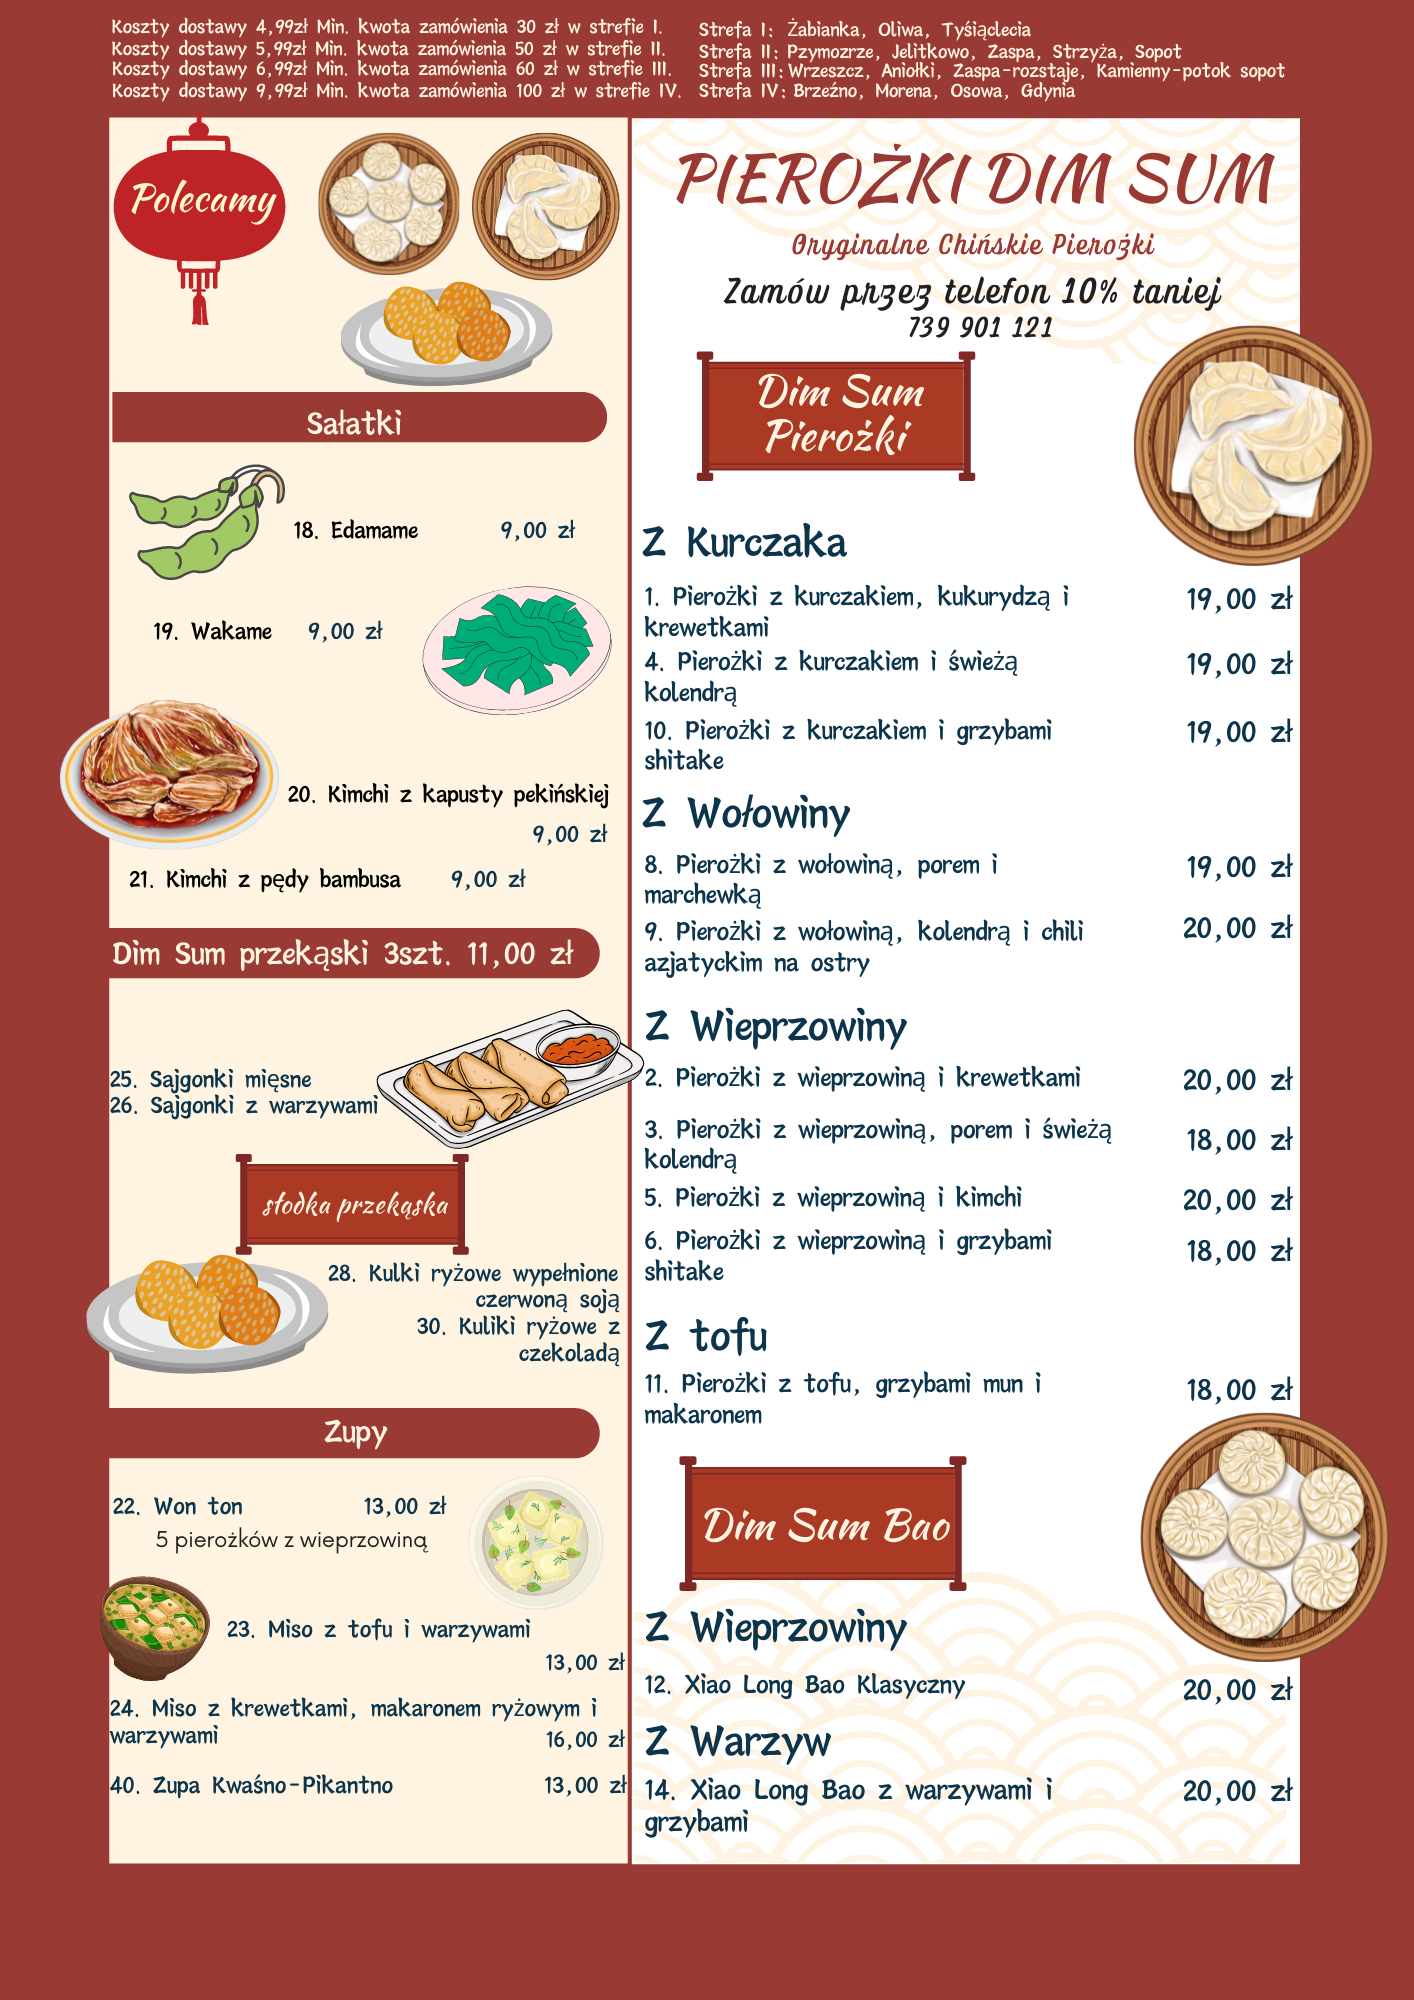 Koszty dostawy 4,99zł Min. kwota zamówienia 30 zł w strefie I.
Koszty dostawy 5,99zł Min. kwota zamówienia 50 zł w strefie II.
Koszty dostawy 6,99zł Min. kwota zamówienia 60 zł w strefie III.
Koszty dostawy 9,99zł Min. kwota zamówienia 100 zł w strefie IV.
Strefa I: Żabianka, Oliwa, Tyśiąclecia
Strefa II: Pzymozrze, Jelitkowo, Zaspa, Strzyża, Sopot
Strefa III: Wrzeszcz, Aniołki, Zaspa-rozstaje, Kamienny-potok sopot
Strefa IV: Brzeźno, Morena, Osowa, Gdynia
Polecamy
Sałatki
18. Edamame 9,00 zł
19. Wakame 9,00 zł
20. Kimchi z kapusty pekińskiej
9,00 zł
21. Kimchi z pędy bambusa 9,00 zł
Dim Sum przekąski 3szt. 11,00 zł
25. Sajgonki mięsne
26. Sajgonki z warzywami
słodka przekąska
28. Kulki ryżowe wypełnione
czerwoną soją
30. Kuliki ryżowe z
czekoladą
Zupy
22. Won ton 13,00 zł
5 pierożków z wieprzowiną
23. Miso z tofu i warzywami
13,00 zł
24. Miso z krewetkami, makaronem ryżowym i
warzywami 16,00 zł
40. Zupa Kwaśno-Pikantno 13,00 zł
PIEROŻKI DIM SUM
Oryginalne Chińskie Pierożki
Zamów przez telefon 10% taniej
739 901 121
Dim Sum
Pierożki
Z Kurczaka
1. Pierożki z kurczakiem, kukurydzą i 19,00 zł
krewetkami
4. Pierożki z kurczakiem i świeżą 19,00 zł
kolendrą
10. Pierożki z kurczakiem i grzybami 19,00 zł
shitake
Z Wołowiny
8. Pierożki z wołowiną, porem i 19,00 zł
marchewką
9. Pierożki z wołowiną, kolendrą i chili 20,00 zł
azjatyckim na ostry
Z Wieprzowiny
2. Pierożki z wieprzowiną i krewetkami 20,00 zł
3. Pierożki z wieprzowiną, porem i świeżą 18,00 zł
kolendrą
5. Pierożki z wieprzowiną i kimchi 20,00 zł
6. Pierożki z wieprzowiną i grzybami 18,00 zł
shitake
Z tofu
11. Pierożki z tofu, grzybami mun i 18,00 zł
makaronem
Dim Sum Bao
Z Wieprzowiny
12. Xiao Long Bao Klasyczny 20,00 zł
Z Warzyw
14. Xiao Long Bao z warzywami i 20,00 zł
grzybami